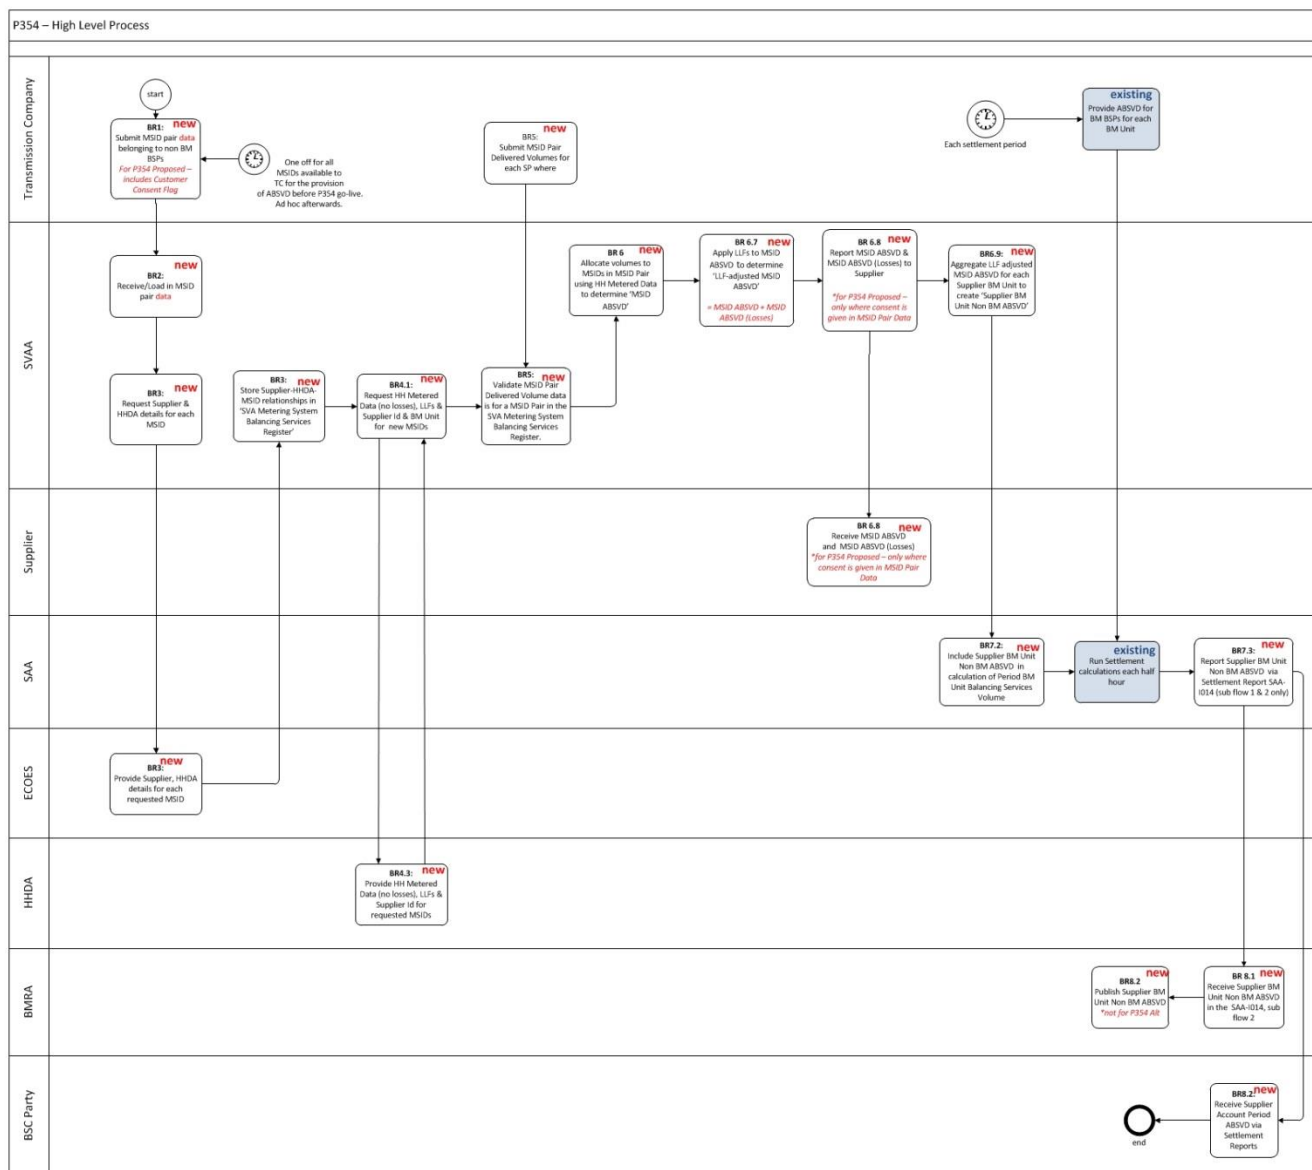 P354 – High Level Process
Transmission Company
start
BR1: new
Submit MSID pair data
belonging to non BM
BSPs
For P354 Proposed –
includes Customer
Consent Flag
One off for all
MSIDs available to
TC for the provision
of ABSVD before P354 go-live.
Ad hoc afterwards.
new
BR5:
Submit MSID Pair
Delivered Volumes for
each SP where
Each settlement period
existing
Provide ABSVD for
BM BSPs for each
BM Unit
SVAA
new
BR2:
Receive/Load in MSID
pair data
new
BR3:
Request Supplier &
HHDA details for each
MSID
BR3: new
Store Supplier-HHDA-
MSID relationships in
'SVA Metering System
Balancing Services
Register'
BR4.1: new
Request HH Metered
Data (no losses), LLFs &
Supplier Id & BM Unit
for new MSIDs
BR5: new
Validate MSID Pair
Delivered Volume data
is for a MSID Pair in the
SVA Metering System
Balancing Services
Register.
BR 6 new
Allocate volumes to
MSIDs in MSID Pair
using HH Metered Data
to determine 'MSID
ABSVD'
BR 6.7 new
Apply LLFs to MSID
ABSVD to determine
'LLF-adjusted MSID
ABSVD'
= MSID ABSVD + MSID
ABSVD (Losses)
BR 6.8 new
Report MSID ABSVD &
MSID ABSVD (Losses) to
Supplier
*for P354 Proposed –
only where consent is
given in MSID Pair Data
BR6.9: new
Aggregate LLF adjusted
MSID ABSVD for each
Supplier BM Unit to
create 'Supplier BM
Unit Non BM ABSVD'
Supplier
BR 6.8 new
Receive MSID ABSVD
and MSID ABSVD (Losses)
*for P354 Proposed – only where
consent is given in MSID Pair
Data
SAA
BR7.2: new
Include Supplier BM Unit
Non BM ABSVD in
calculation of Period BM
Unit Balancing Services
Volume
existing
Run Settlement
calculations each half
hour
BR7.3: new
Report Supplier BM Unit
Non BM ABSVD via
Settlement Report SAA-
I014 (sub flow 1 & 2 only)
ECOES
BR3: new
Provide Supplier, HHDA
details for each
requested MSID
HHDA
BR4.3: new
Provide HH Metered
Data (no losses), LLFs &
Supplier Id for
requested MSIDs
BMRA
new
BR8.2
Publish Supplier BM
Unit Non BM ABSVD
*not for P354 Alt
BR 8.1 new
Receive Supplier BM
Unit Non BM ABSVD
in the SAA-I014, sub
flow 2
BSC Party
end
BR8.2: new
Receive Supplier
Account Period
ABSVD via
Settlement
Reports